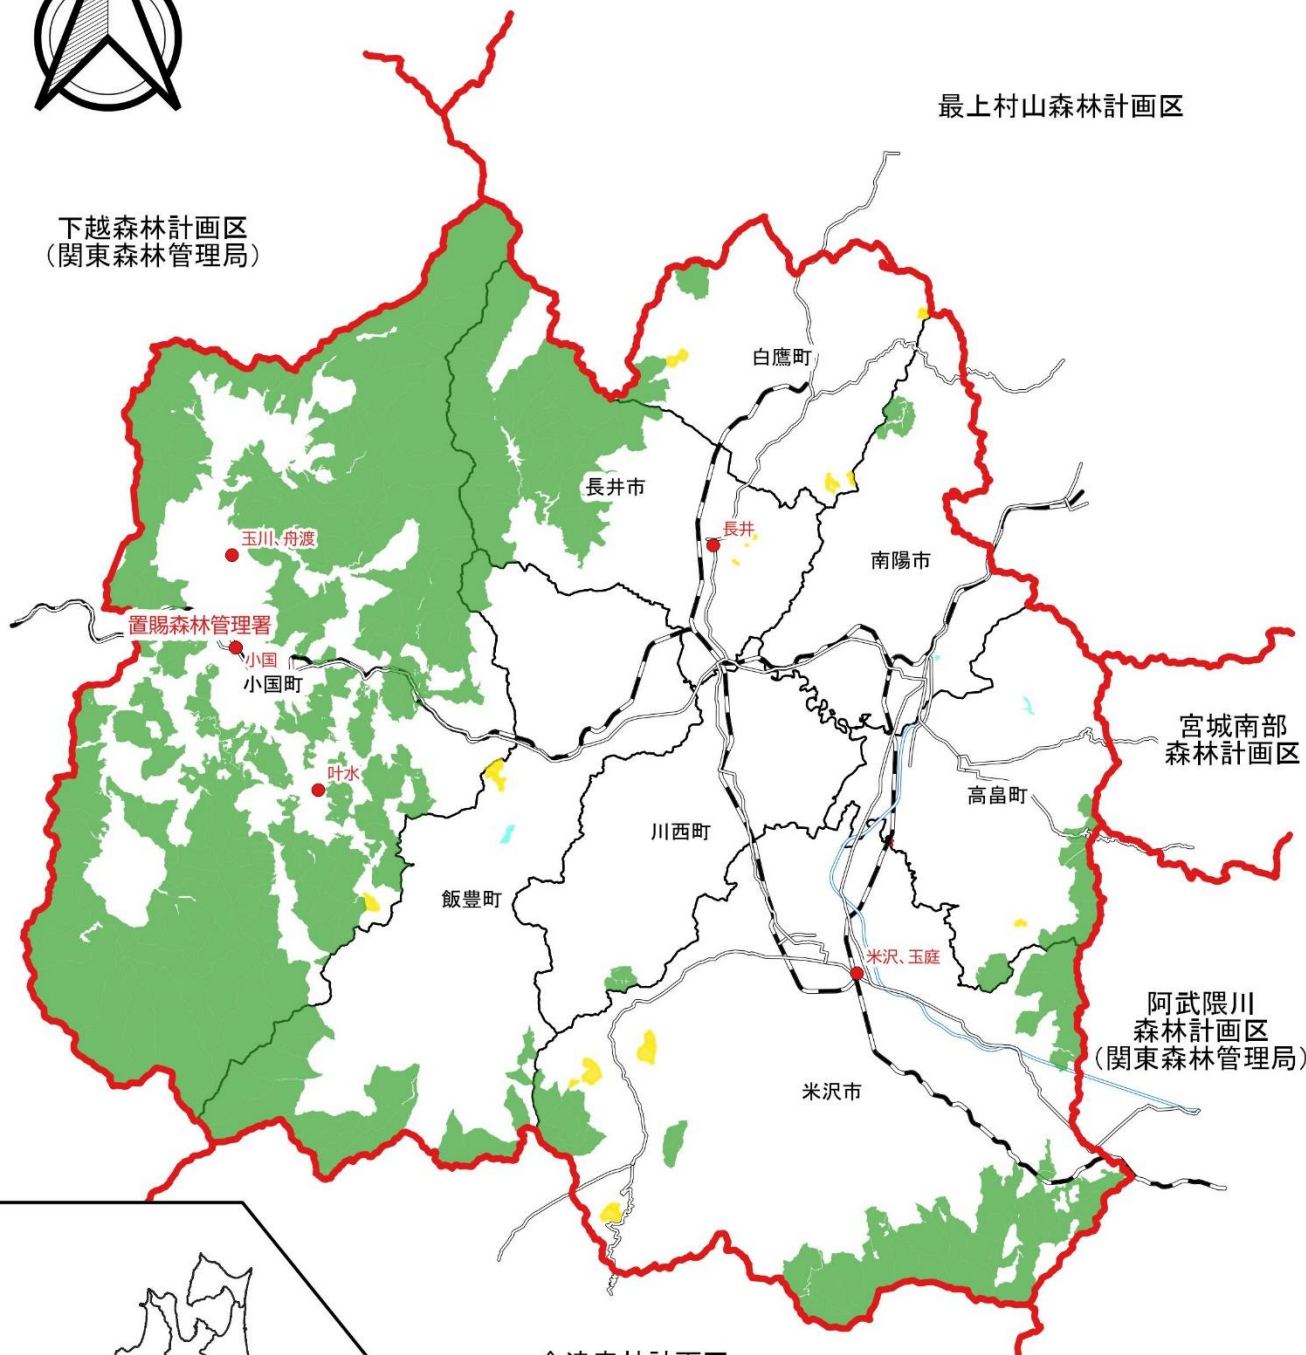 最上村山森林計画区
下越森林計画区
(関東森林管理局)
白鷹町
長井市
長井
玉川、舟渡
南陽市
置賜森林管理署
小国
小国町
宮城南部
森林計画区
叶水
高畠町
川西町
飯豊町
米沢、玉庭
阿武隈川
森林計画区
(関東森林管理局)
米沢市